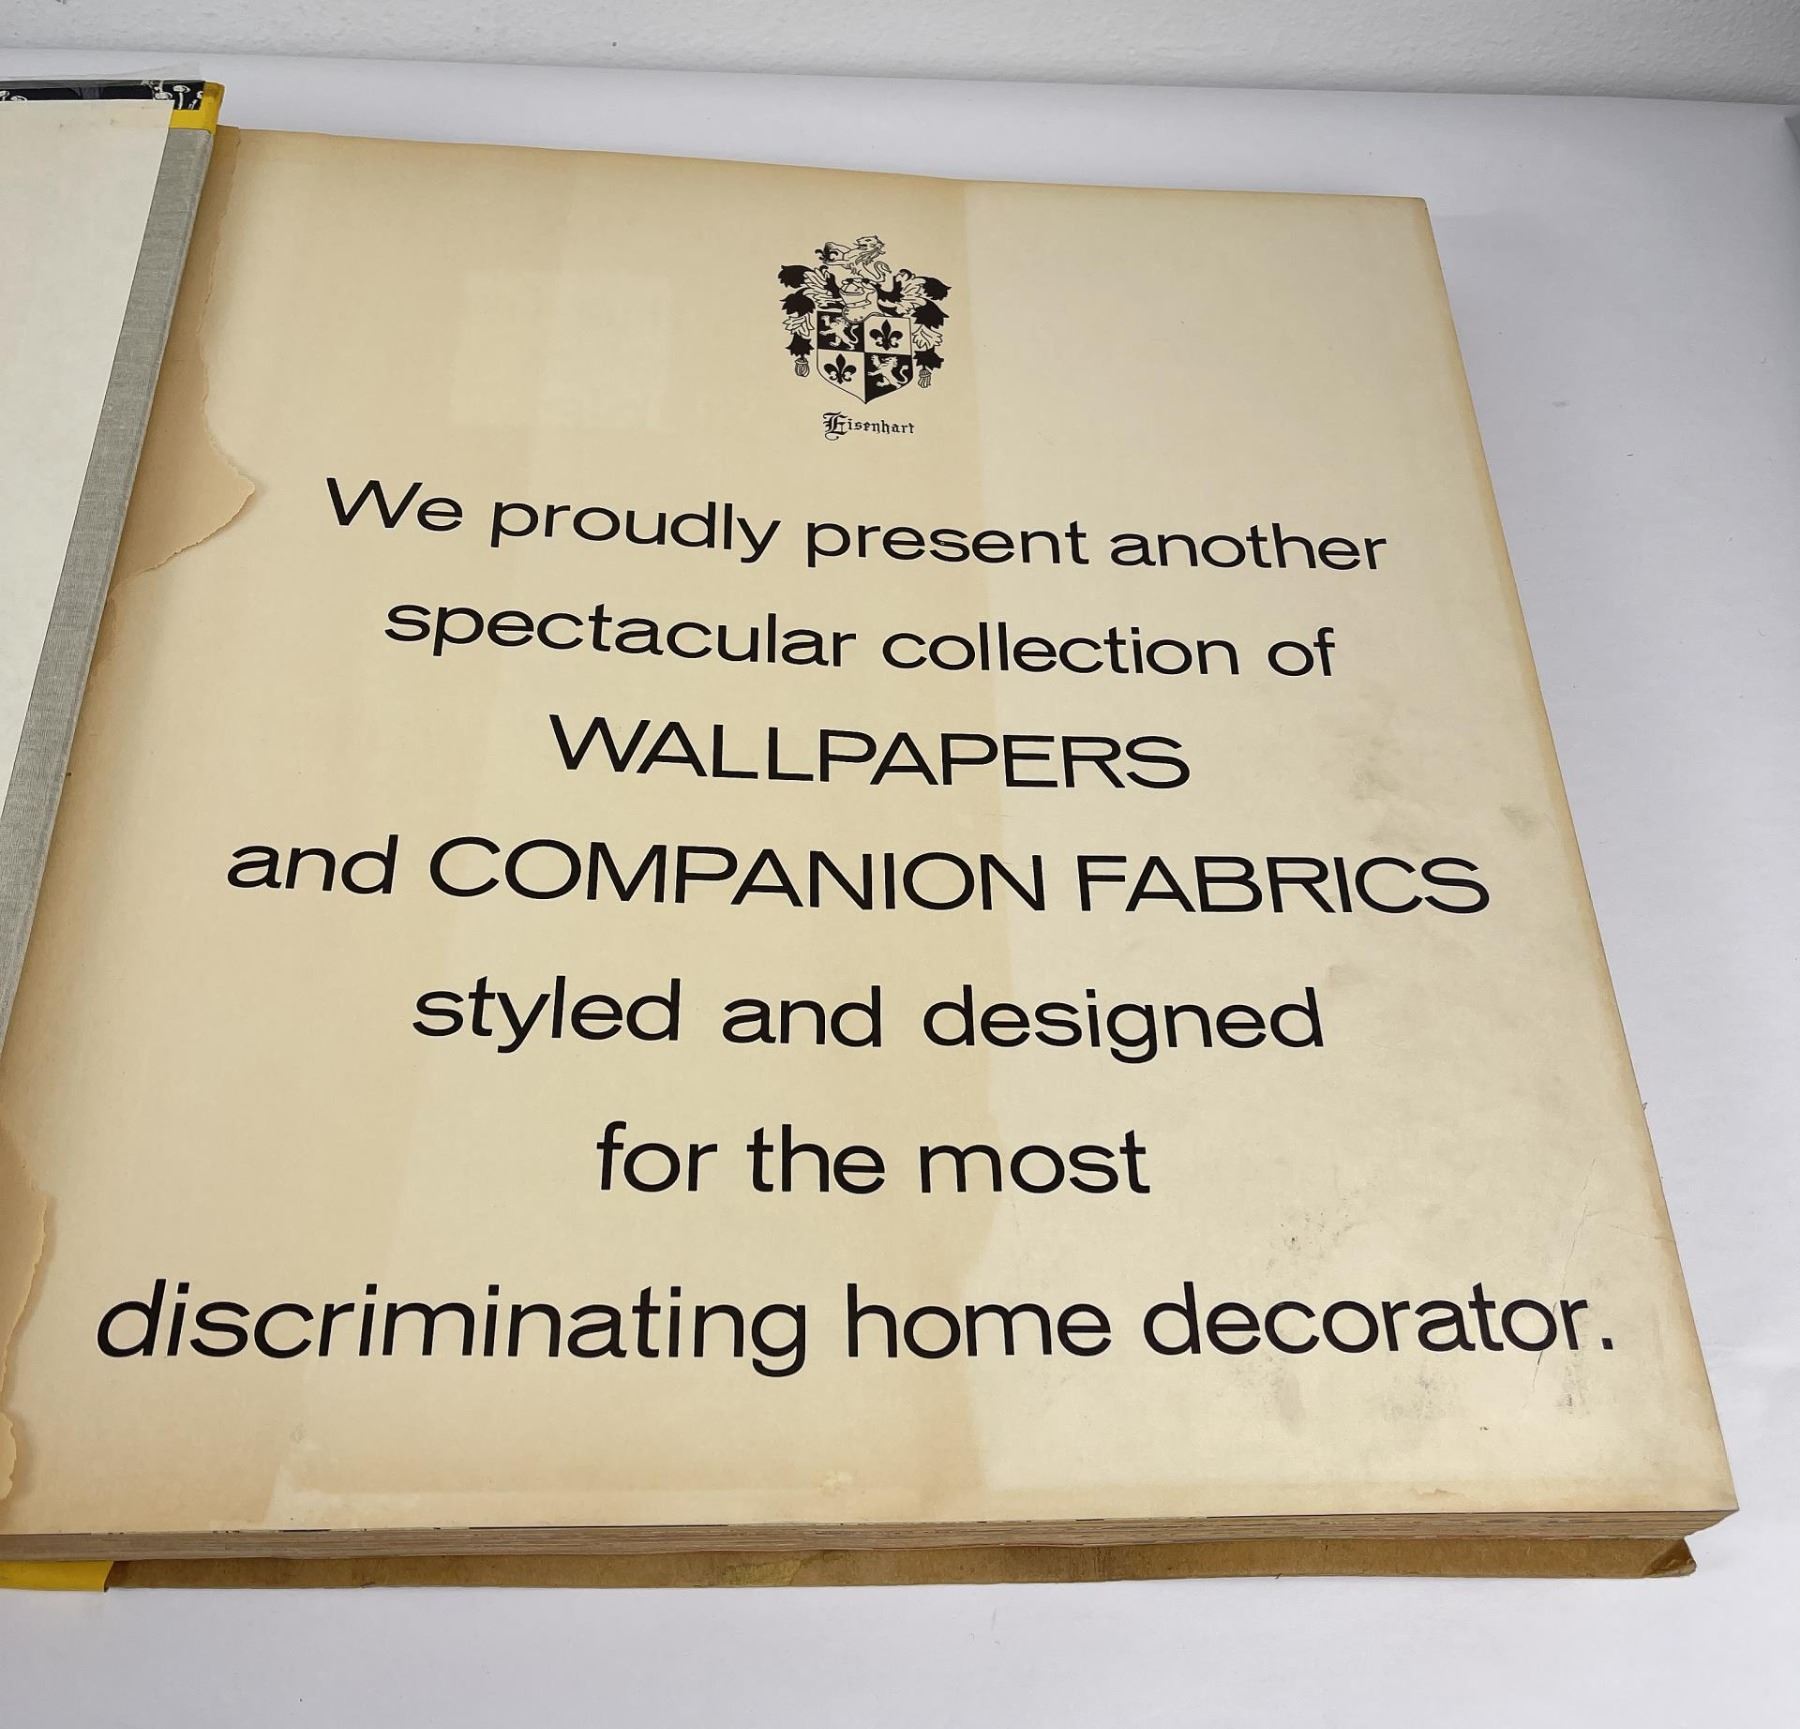 Eisenhart
We proudly present another
spectacular collection of
WALLPAPERS
and COMPANION FABRICS
styled and designed
for the most
discriminating home decorator.